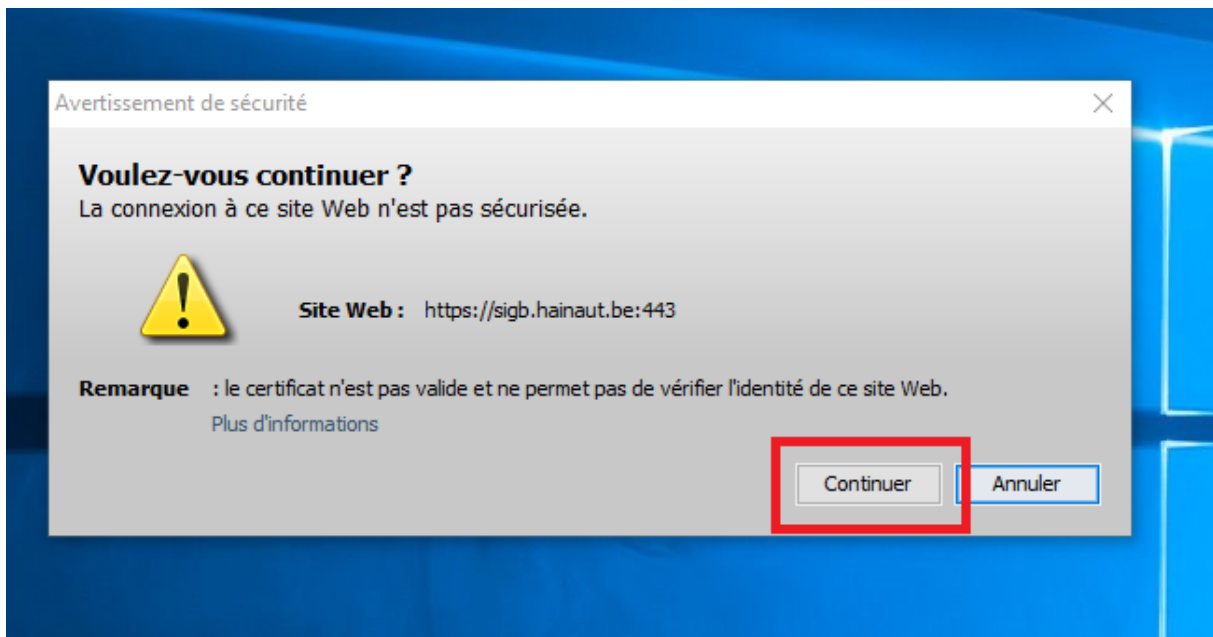 Avertissement de sécurité
Voulez-vous continuer ?
La connexion à ce site Web n'est pas sécurisée.
Site Web : https://sigb.hainaut.be:443
Remarque : le certificat n'est pas valide et ne permet pas de vérifier l'identité de ce site Web.
Plus d'informations
Continuer Annuler